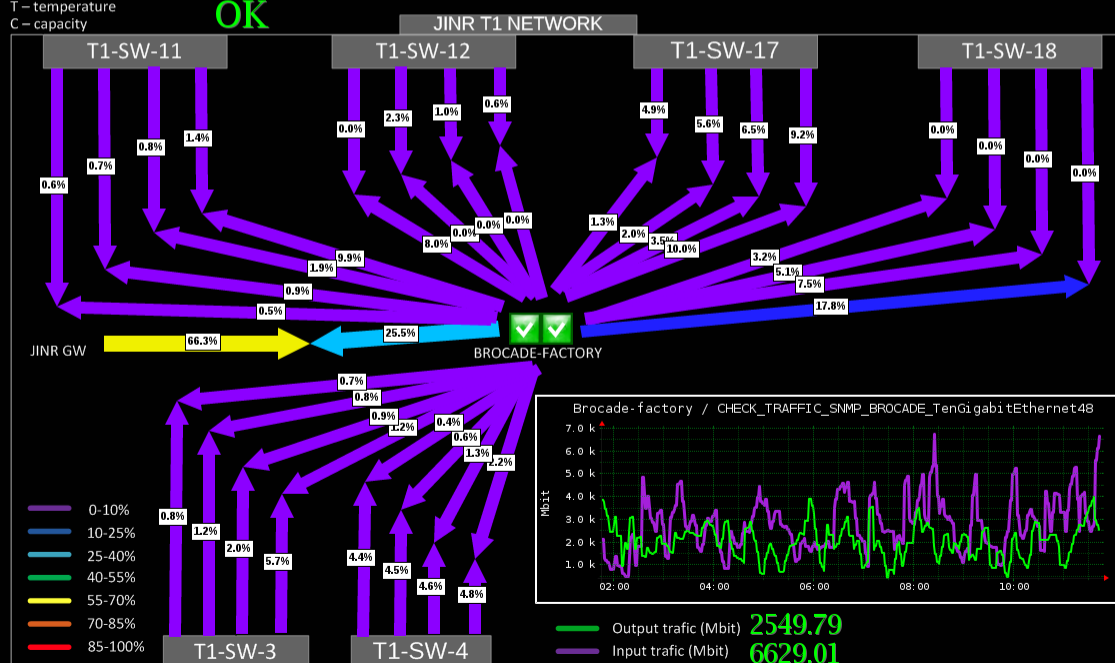 T – temperature
C – capacity
OK
JINR T1 NETWORK
T1-SW-11
T1-SW-12
T1-SW-17
T1-SW-18
0.6%
0.7%
0.8%
1.4%
0.0%
2.3%
1.0%
0.6%
4.9%
5.6%
6.5%
9.2%
0.0%
0.0%
0.0%
0.0%
0.5%
0.9%
1.9%
9.9%
8.0%
0.0%
0.0%
0.0%
1.3%
2.0%
3.5%
10.0%
3.2%
5.1%
7.5%
17.8%
JINR GW
66.3%
25.5%
BROCADE-FACTORY
0.7%
0.8%
0.9%
1.2%
0.4%
0.6%
1.3%
2.2%
0.8%
1.2%
2.0%
5.7%
4.4%
4.5%
4.6%
4.8%
0-10%
10-25%
25-40%
40-55%
55-70%
70-85%
85-100%
T1-SW-3
T1-SW-4
Brocade-factory / CHECK_TRAFFIC_SNMP_BROCADE_TenGigabitEthernet48
Mbit
7.0 k
6.0 k
5.0 k
4.0 k
3.0 k
2.0 k
1.0 k
02:00 04:00 06:00 08:00 10:00
Output trafic (Mbit) 2549.79
Input trafic (Mbit) 6629.01